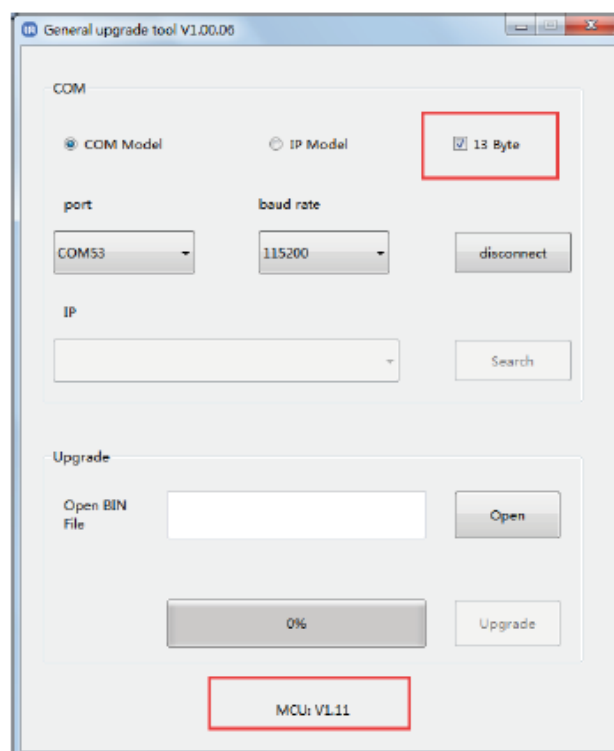 General upgrade tool V1.00.06
COM
COM Model IP Model 13 Byte
port baud rate
COM53 115200 disconnect
IP
Search
Upgrade
Open BIN
File
Open
0% Upgrade
MCU: V1.11